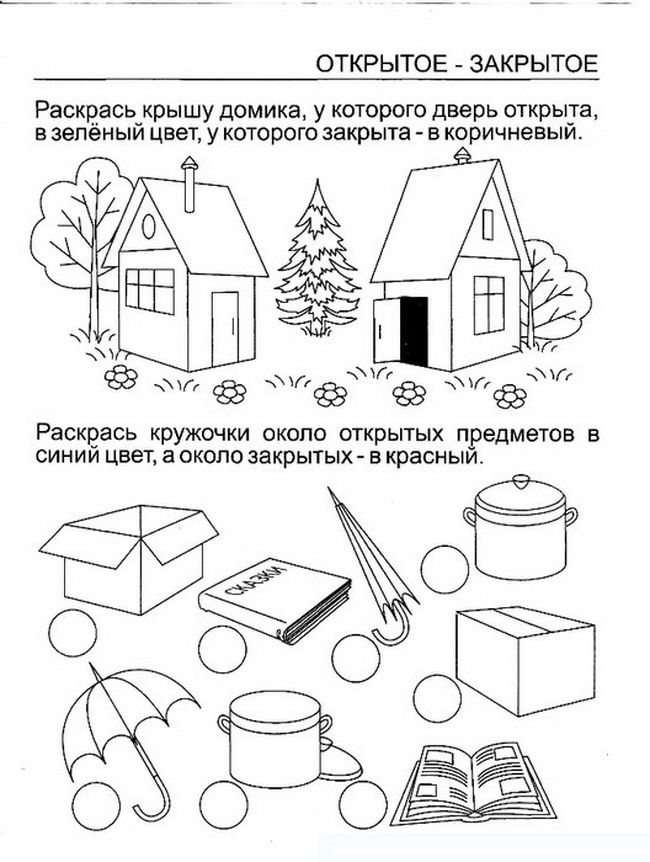 ОТКРЫТОЕ - ЗАКРЫТОЕ
Раскрась крышу домика, у которого дверь открыта,
в зелёный цвет, у которого закрыта - в коричневый.
Раскрась кружочки около открытых предметов в
синий цвет, а около закрытых - в красный.
СКАЗКИ